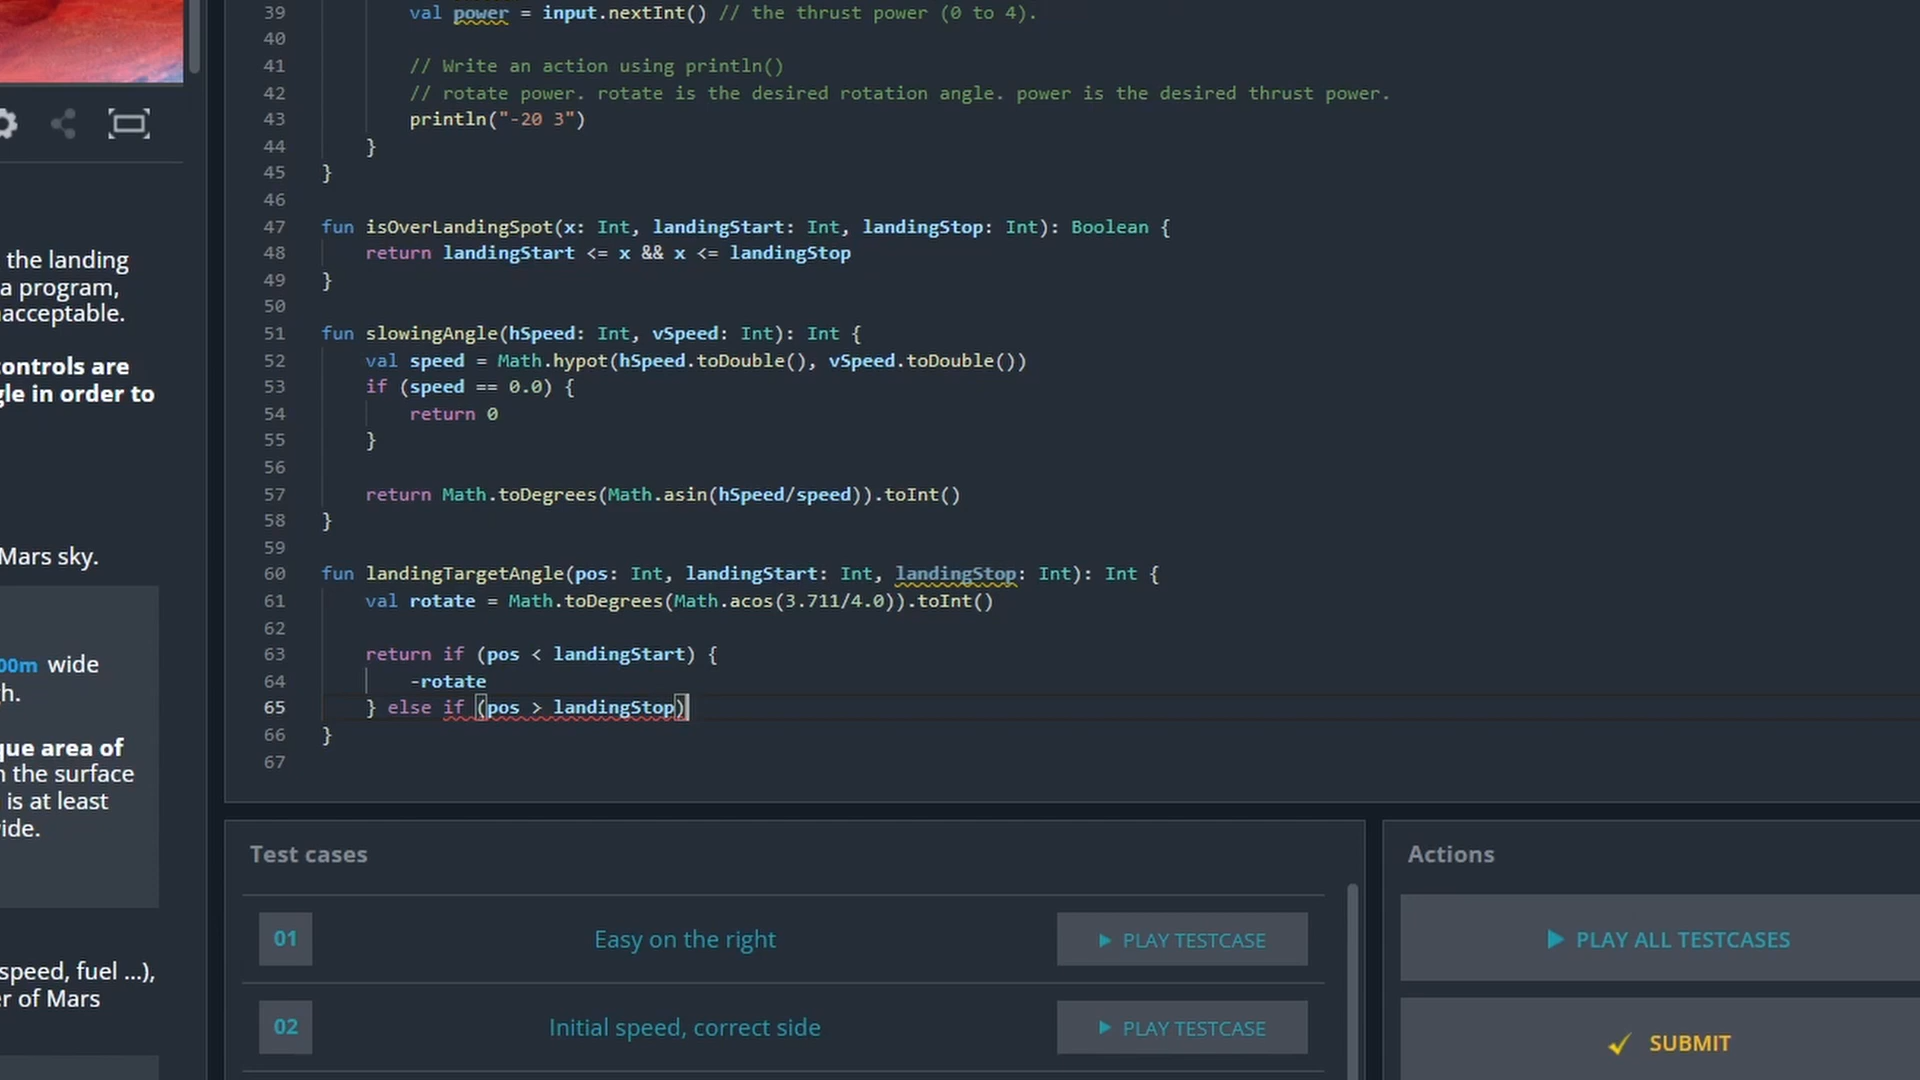 39 val power = input.nextInt() // the thrust power (0 to 4).
40
41 // Write an action using println()
42 // rotate power. rotate is the desired rotation angle. power is the desired thrust power.
43 println("-20 3")
44 }
45 }
46
47 fun isOverLandingSpot(x: Int, landingStart: Int, landingStop: Int): Boolean {
48 return landingStart <= x && x <= landingStop
49 }
50
51 fun slowingAngle(hSpeed: Int, vSpeed: Int): Int {
52 val speed = Math.hypot(hSpeed.toDouble(), vSpeed.toDouble())
53 if (speed == 0.0) {
54 return 0
55 }
56
57 return Math.toDegrees(Math.asin(hSpeed/speed)).toInt()
58 }
59
60 fun landingTargetAngle(pos: Int, landingStart: Int, landingStop: Int): Int {
61 val rotate = Math.toDegrees(Math.acos(3.711/4.0)).toInt()
62
63 return if (pos < landingStart) {
64 -rotate
65 } else if (pos > landingStop)
66 }
67
the landing
a program,
acceptable.
controls are
gle in order to
Mars sky.
00m wide
gh.
que area of
n the surface
is at least
ide.
speed, fuel …),
er of Mars
Test cases
01 Easy on the right PLAY TESTCASE
02 Initial speed, correct side PLAY TESTCASE
Actions
PLAY ALL TESTCASES
SUBMIT